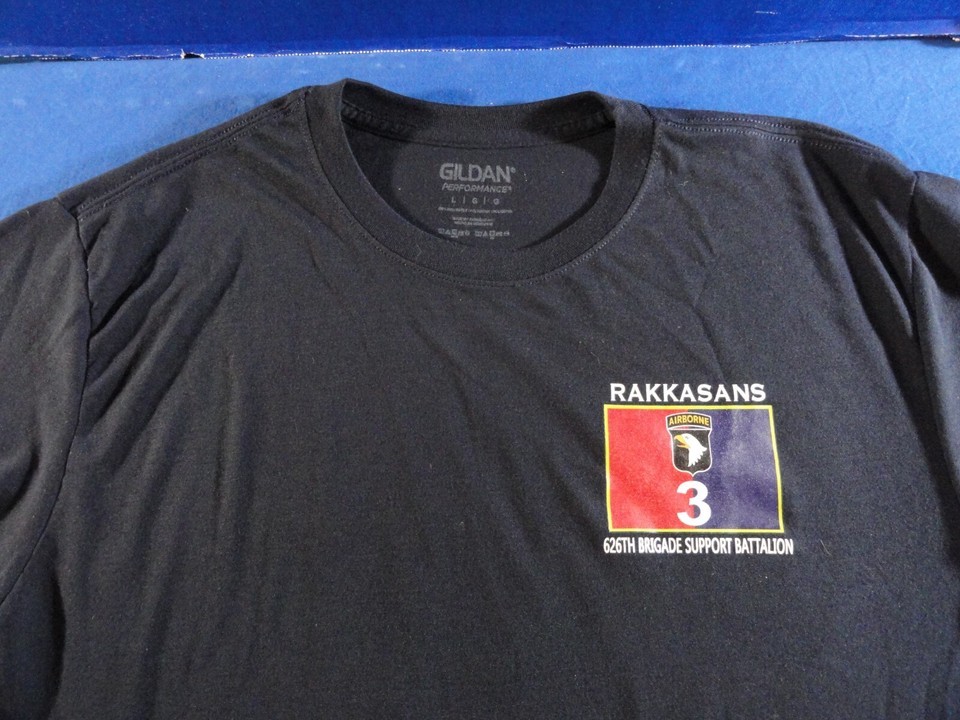 GILDAN®
PERFORMANCE®
L | G | G
RAKKASANS
AIRBORNE
3
626TH BRIGADE SUPPORT BATTALION